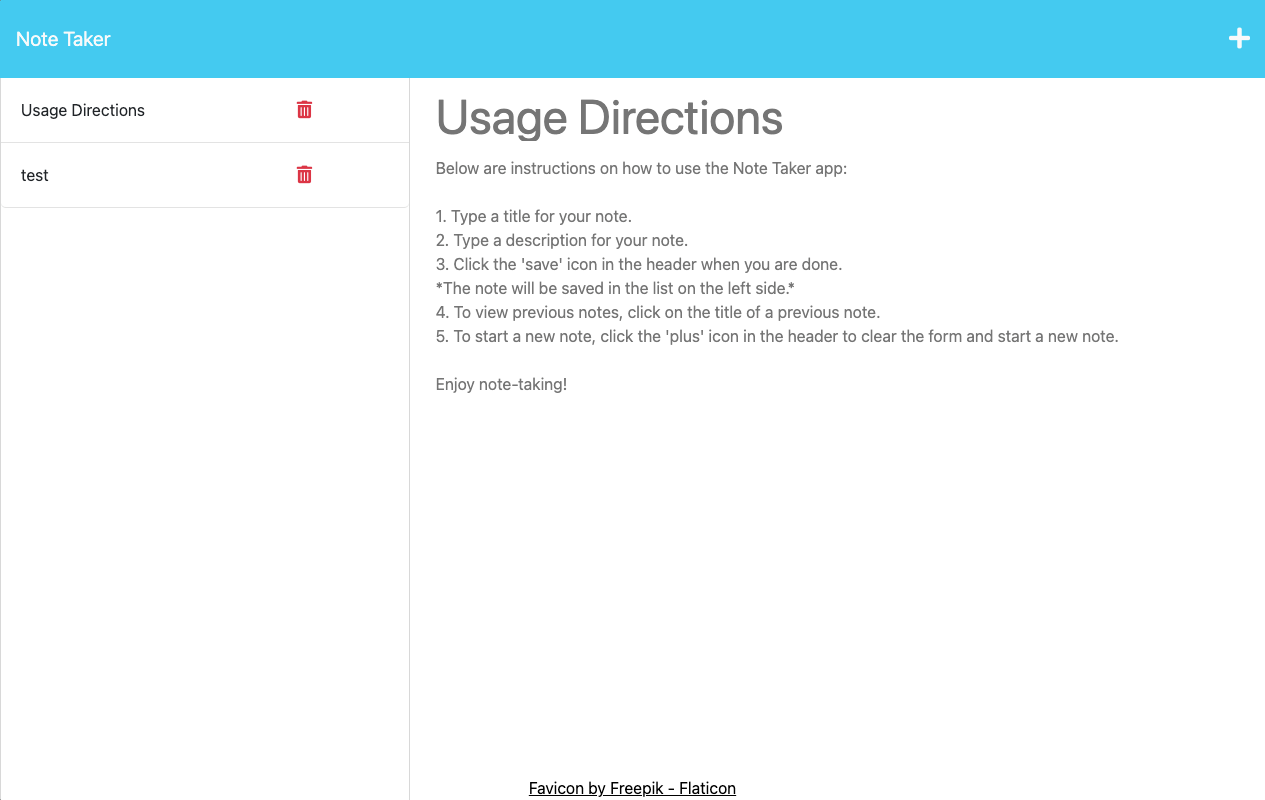 Note Taker
Usage Directions
test
Usage Directions
Below are instructions on how to use the Note Taker app:
1. Type a title for your note.
2. Type a description for your note.
3. Click the 'save' icon in the header when you are done.
*The note will be saved in the list on the left side.*
4. To view previous notes, click on the title of a previous note.
5. To start a new note, click the 'plus' icon in the header to clear the form and start a new note.
Enjoy note-taking!
Favicon by Freepik - Flaticon